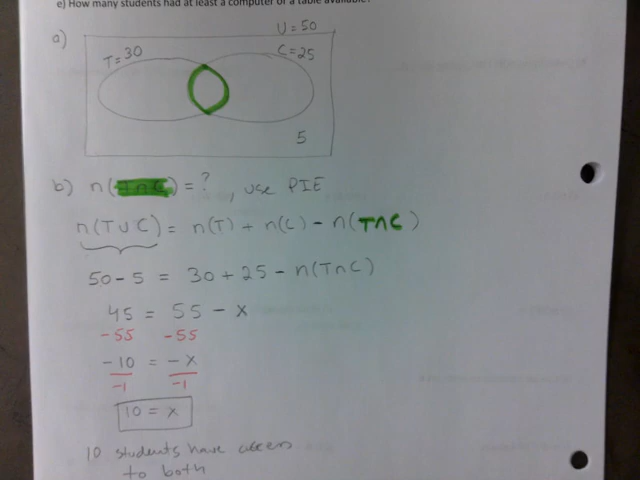 e) How many students had at least a computer or a table available?
a)
U = 50
T = 30
C = 25
5
b) n(T∩C) = ? , use PIE
n(T∪C) = n(T) + n(C) - n(T∩C)
50 - 5 = 30 + 25 - n(T∩C)
45 = 55 - x
-55 -55
-10 = -x
-1 -1
10 = x
10 students have access
to both